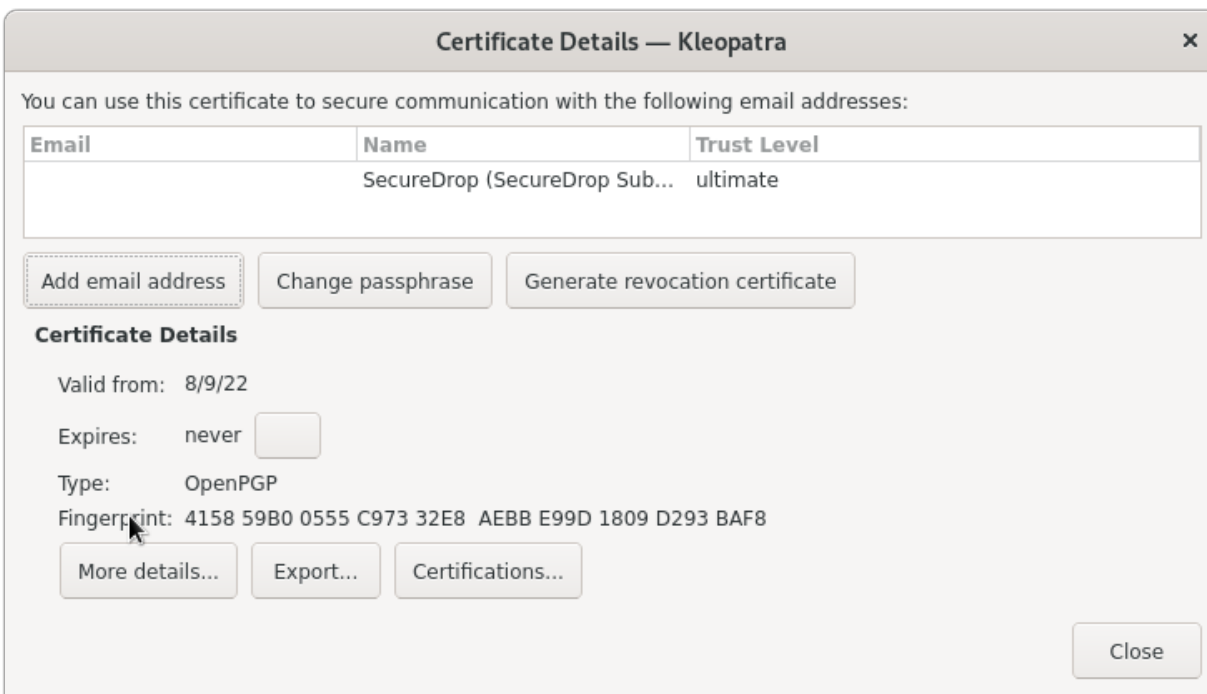 Certificate Details — Kleopatra
You can use this certificate to secure communication with the following email addresses:
Email Name Trust Level
SecureDrop (SecureDrop Sub... ultimate
Add email address Change passphrase Generate revocation certificate
Certificate Details
Valid from: 8/9/22
Expires: never
Type: OpenPGP
Fingerprint: 4158 59B0 0555 C973 32E8  AEBB E99D 1809 D293 BAF8
More details... Export... Certifications...
Close